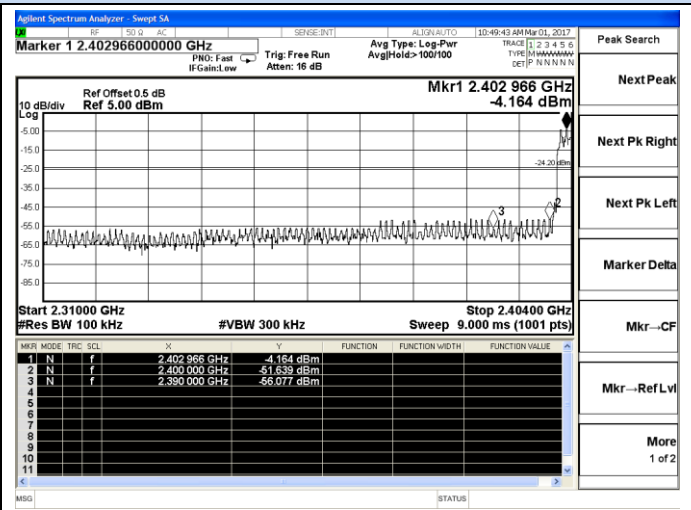 Agilent Spectrum Analyzer - Swept SA
RF 50 Ω AC SENSE:INT ALIGN AUTO 10:49:43 AM Mar 01, 2017
Marker 1 2.402966000000 GHz
PNO: Fast
IFGain:Low
Trig: Free Run
Atten: 16 dB
Avg Type: Log-Pwr
Avg|Hold:>100/100
TRACE 1 2 3 4 5 6
TYPE M
DET P N N N N N
Peak Search
Next Peak
Next Pk Right
Next Pk Left
Marker Delta
Mkr→CF
Mkr→Ref Lvl
More
1 of 2
Mkr1 2.402 966 GHz
-4.164 dBm
Ref Offset 0.5 dB
10 dB/div Ref 5.00 dBm
Log
-5.00
-15.0
-24.20 dBm
-25.0
-35.0
-45.0
3
2
-55.0
-65.0
-75.0
-85.0
Start 2.31000 GHz Stop 2.40400 GHz
#Res BW 100 kHz #VBW 300 kHz Sweep 9.000 ms (1001 pts)
MKR MODE TRC SCL X Y FUNCTION FUNCTION WIDTH FUNCTION VALUE
1 N f 2.402 966 GHz -4.164 dBm
2 N f 2.400 000 GHz -51.639 dBm
3 N f 2.390 000 GHz -56.077 dBm
4
5
6
7
8
9
10
11
MSG STATUS